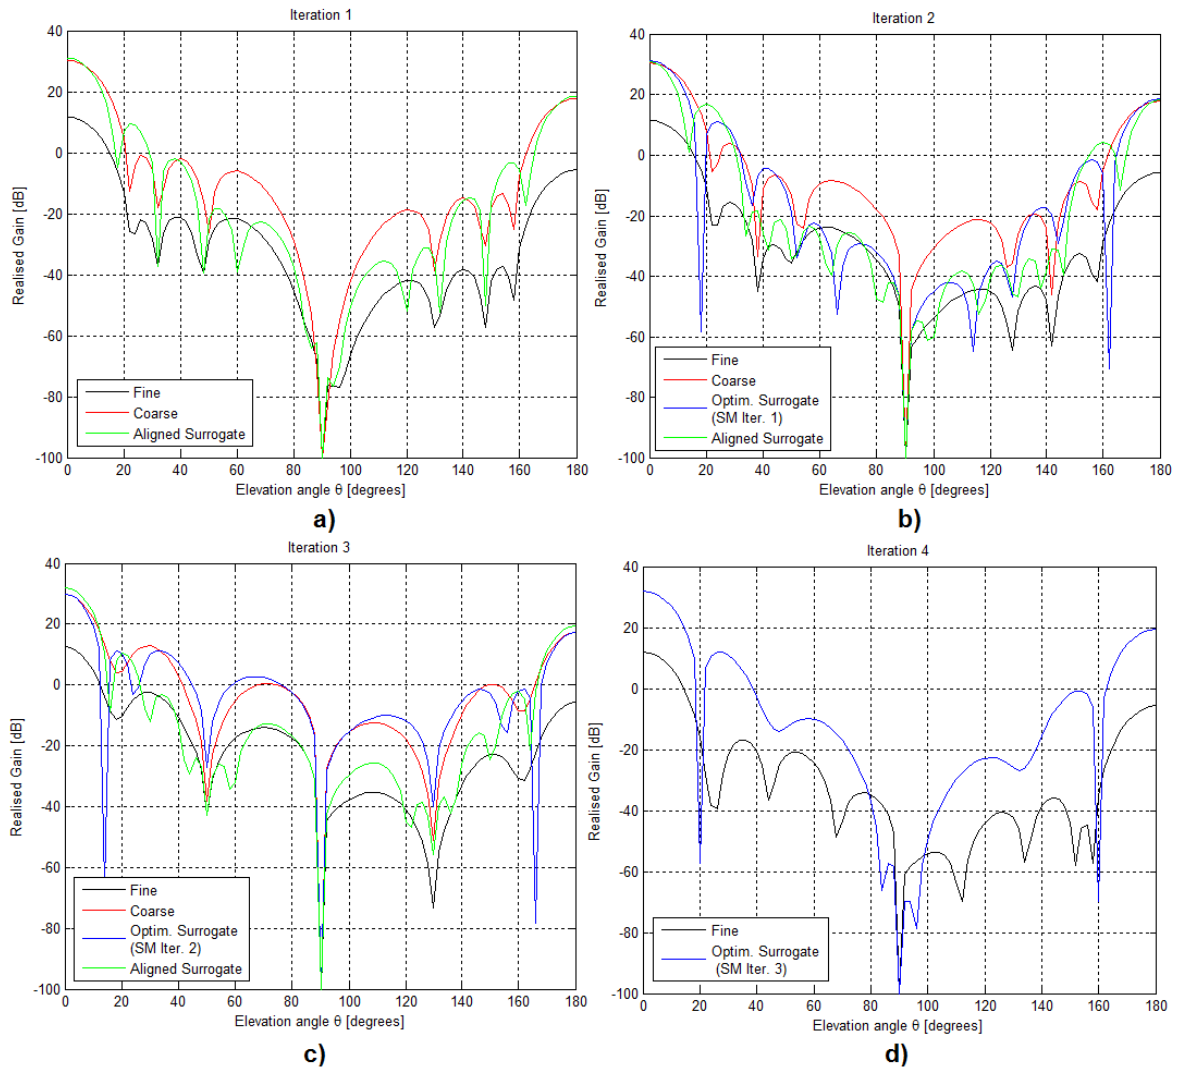 Iteration 1
40
20
0
-20
-40
-60
-80
-100
Realised Gain [dB]
0 20 40 60 80 100 120 140 160 180
Elevation angle θ [degrees]
Fine
Coarse
Aligned Surrogate
a)
Iteration 2
40
20
0
-20
-40
-60
-80
-100
Realised Gain [dB]
0 20 40 60 80 100 120 140 160 180
Elevation angle θ [degrees]
Fine
Coarse
Optim. Surrogate
(SM Iter. 1)
Aligned Surrogate
b)
Iteration 3
40
20
0
-20
-40
-60
-80
-100
Realised Gain [dB]
0 20 40 60 80 100 120 140 160 180
Elevation angle θ [degrees]
Fine
Coarse
Optim. Surrogate
(SM Iter. 2)
Aligned Surrogate
c)
Iteration 4
40
20
0
-20
-40
-60
-80
-100
Realised Gain [dB]
0 20 40 60 80 100 120 140 160 180
Elevation angle θ [degrees]
Fine
Optim. Surrogate
(SM Iter. 3)
d)